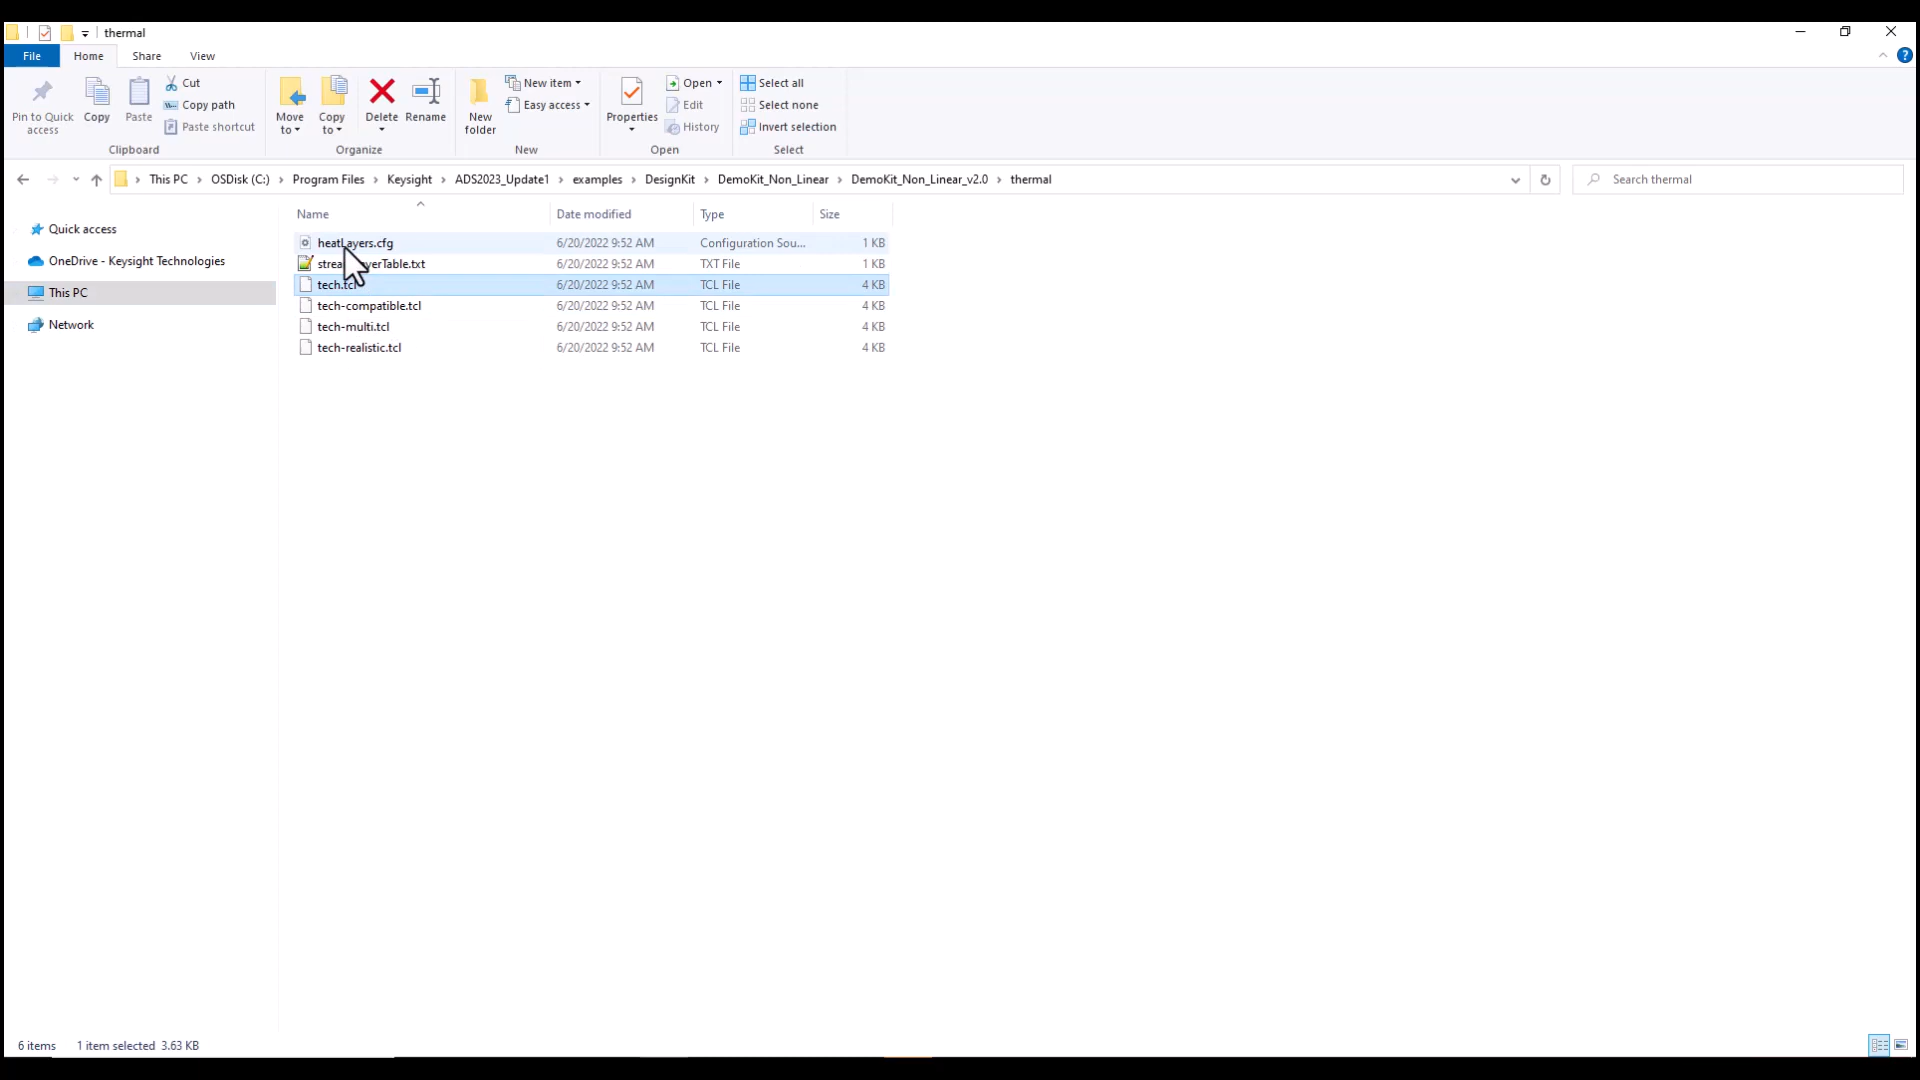 thermal
File Home Share View
Pin to Quick access
Copy
Paste
Cut
Copy path
Paste shortcut
Clipboard
Move to
Copy to
Delete
Rename
Organize
New folder
New item
Easy access
New
Properties
Open
Edit
History
Open
Select all
Select none
Invert selection
Select
This PC > OSDisk (C:) > Program Files > Keysight > ADS2023_Update1 > examples > DesignKit > DemoKit_Non_Linear > DemoKit_Non_Linear_v2.0 > thermal
Search thermal
Quick access
OneDrive - Keysight Technologies
This PC
Network
Name Date modified Type Size
heatLayers.cfg 6/20/2022 9:52 AM Configuration Sou... 1 KB
6/20/2022 9:52 AM TXT File 1 KB
tech.tcl 6/20/2022 9:52 AM TCL File 4 KB
tech-compatible.tcl 6/20/2022 9:52 AM TCL File 4 KB
tech-multi.tcl 6/20/2022 9:52 AM TCL File 4 KB
tech-realistic.tcl 6/20/2022 9:52 AM TCL File 4 KB
6 items 1 item selected 3.63 KB